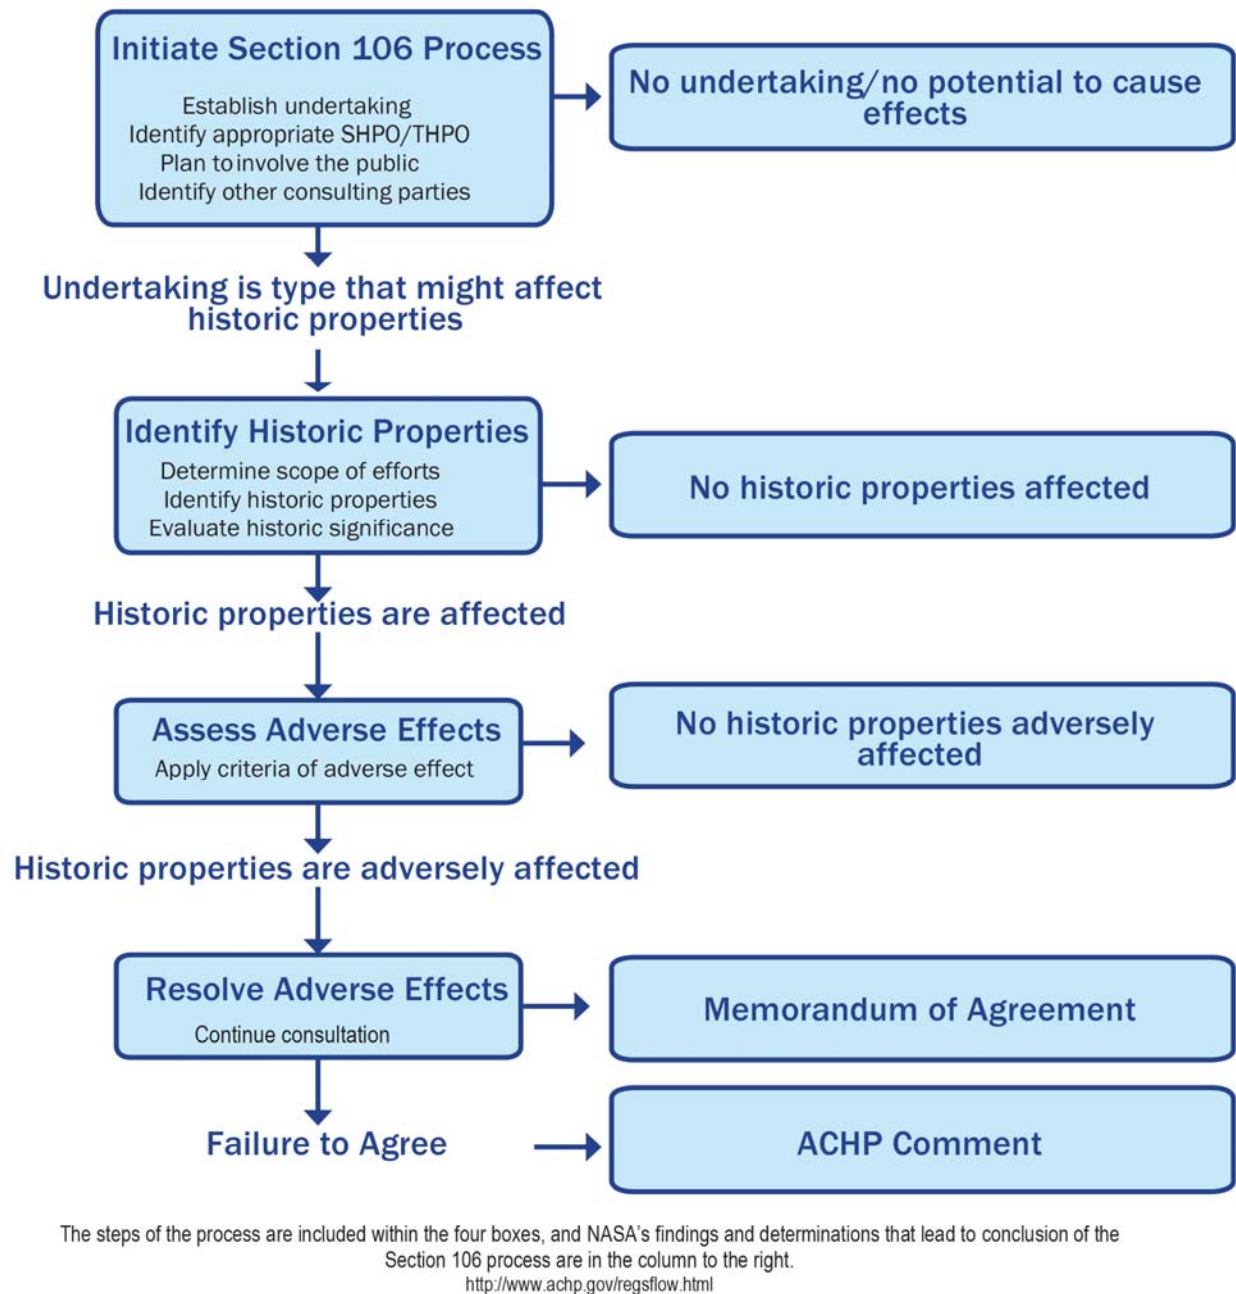 Initiate Section 106 Process
Establish undertaking
Identify appropriate SHPO/THPO
Plan to involve the public
Identify other consulting parties
No undertaking/no potential to cause
effects
Undertaking is type that might affect
historic properties
Identify Historic Properties
Determine scope of efforts
Identify historic properties
Evaluate historic significance
No historic properties affected
Historic properties are affected
Assess Adverse Effects
Apply criteria of adverse effect
No historic properties adversely
affected
Historic properties are adversely affected
Resolve Adverse Effects
Continue consultation
Memorandum of Agreement
Failure to Agree
ACHP Comment
The steps of the process are included within the four boxes, and NASA's findings and determinations that lead to conclusion of the
Section 106 process are in the column to the right.
http://www.achp.gov/regsflow.html